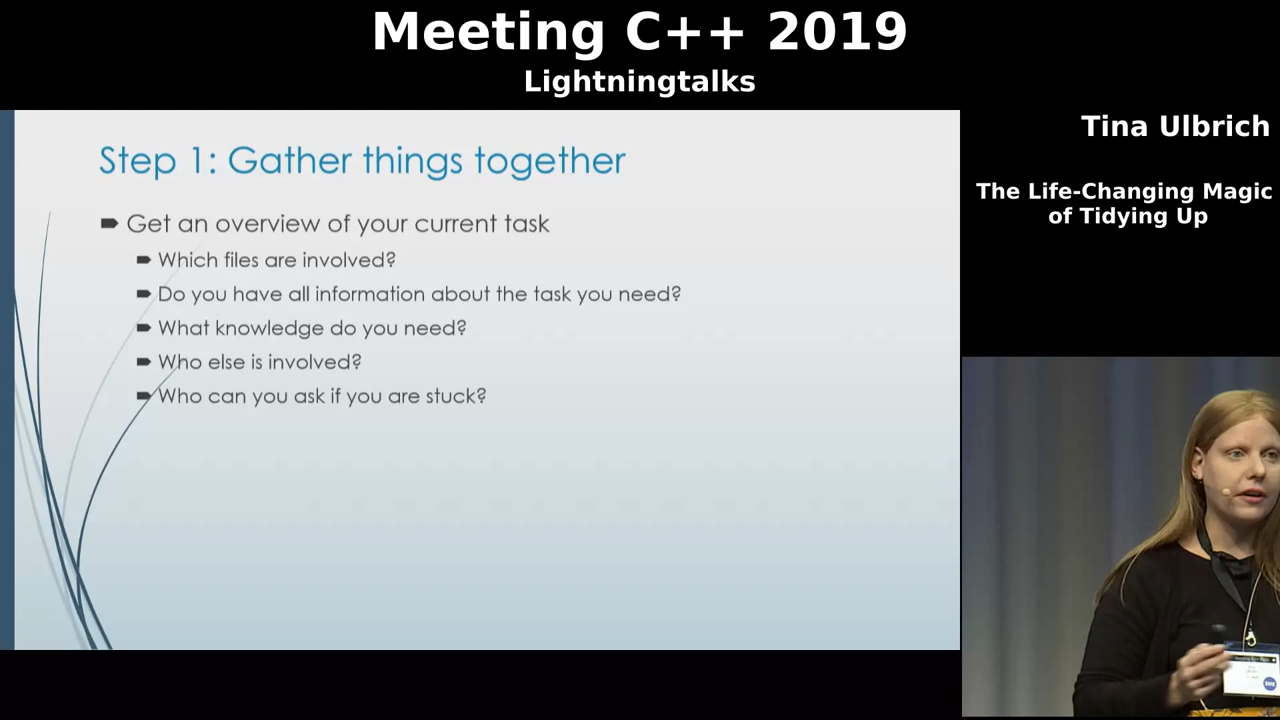 Meeting C++ 2019
Lightningtalks
Tina Ulbrich
The Life-Changing Magic
of Tidying Up
Step 1: Gather things together
Get an overview of your current task
Which files are involved?
Do you have all information about the task you need?
What knowledge do you need?
Who else is involved?
Who can you ask if you are stuck?